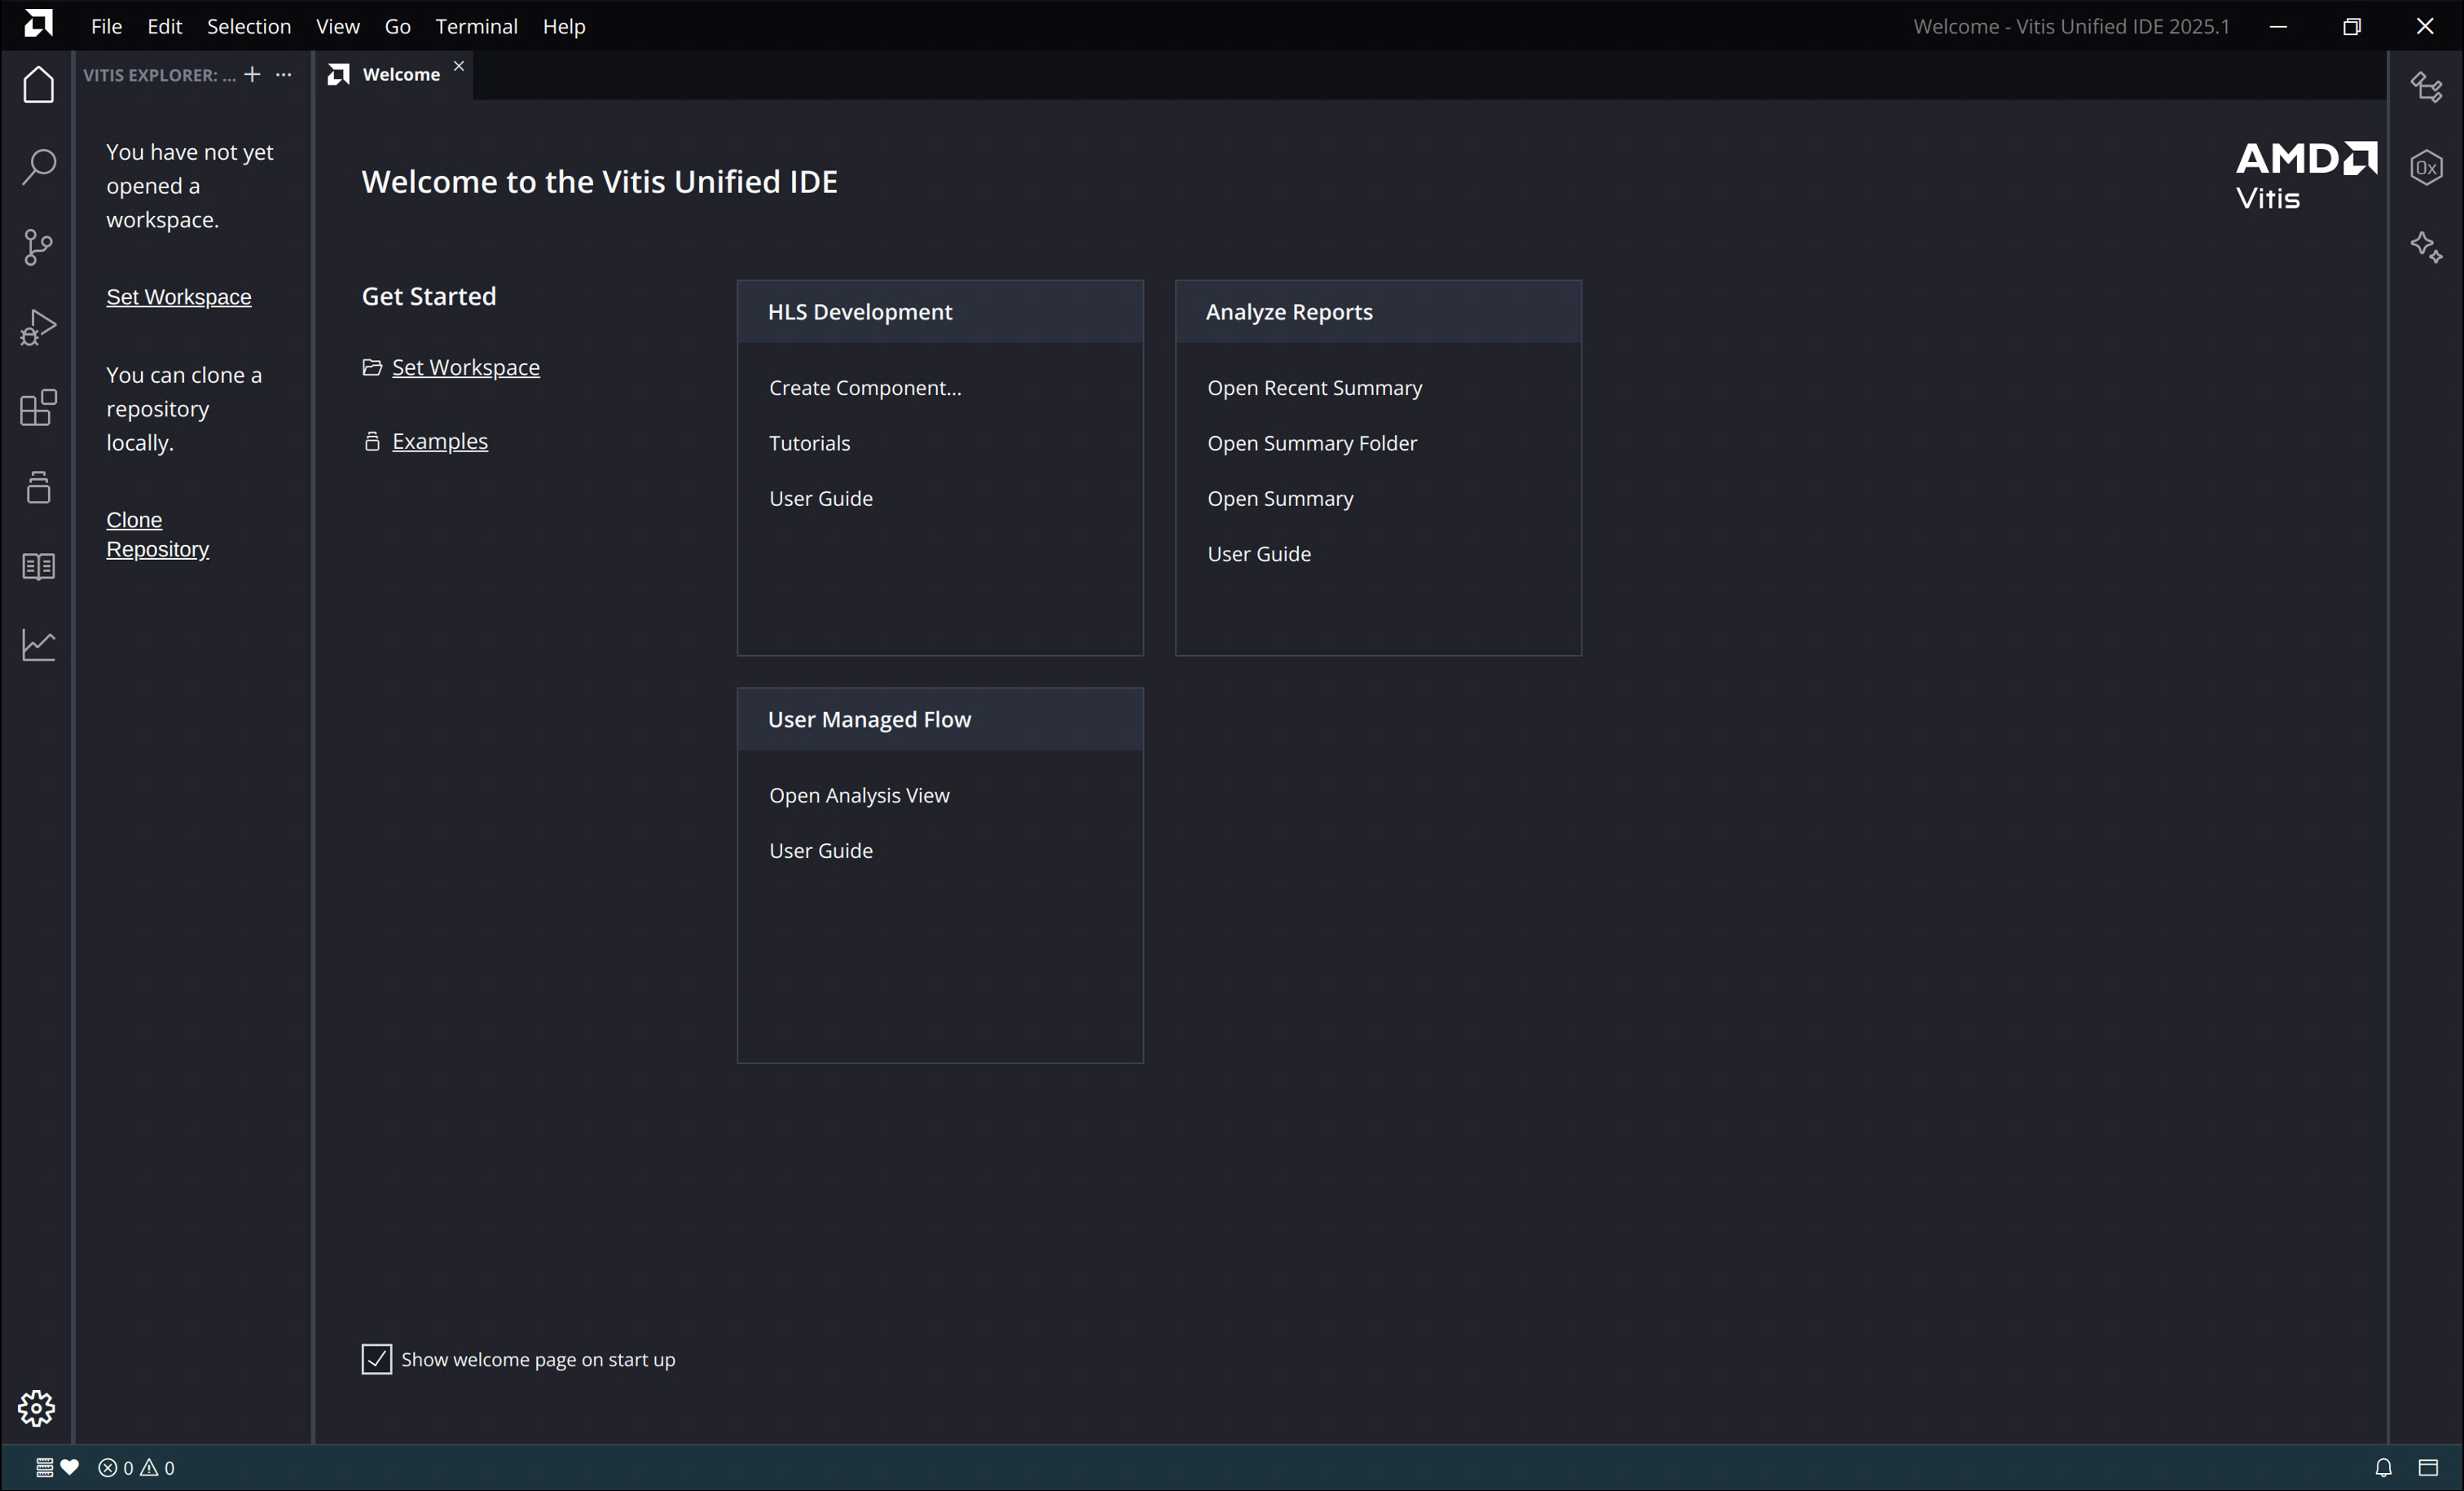 File Edit Selection View Go Terminal Help
Welcome - Vitis Unified IDE 2025.1
VITIS EXPLORER: ...
Welcome
You have not yet
opened a
workspace.
Set Workspace
You can clone a
repository
locally.
Clone
Repository
Welcome to the Vitis Unified IDE
AMD
Vitis
0x
Get Started
Set Workspace
Examples
HLS Development
Create Component...
Tutorials
User Guide
Analyze Reports
Open Recent Summary
Open Summary Folder
Open Summary
User Guide
User Managed Flow
Open Analysis View
User Guide
Show welcome page on start up
0 0